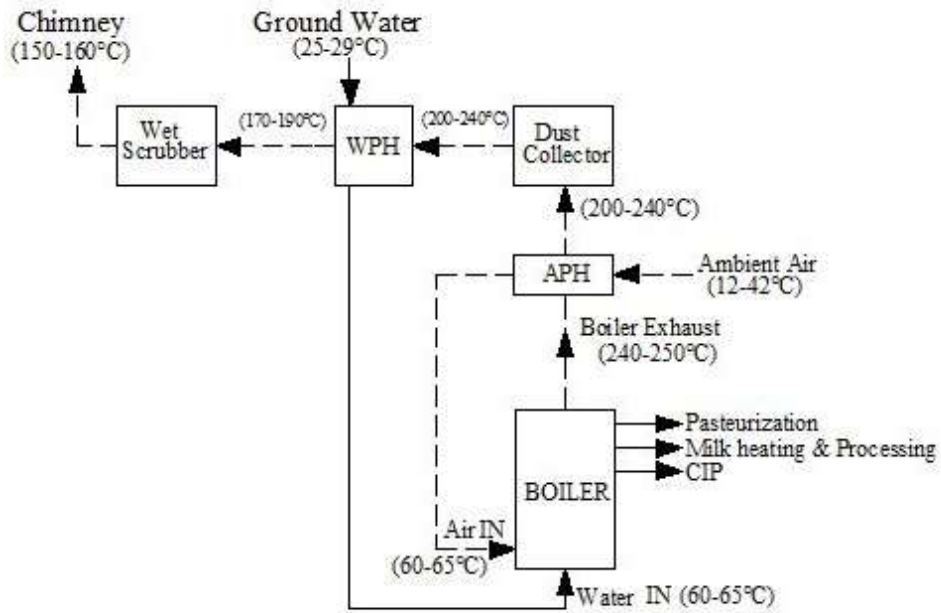 Chimney
(150-160°C)
Ground Water
(25-29°C)
Wet
Scrubber
(170-190°C)
WPH
(200-240°C)
Dust
Collector
(200-240°C)
APH
Ambient Air
(12-42°C)
Boiler Exhaust
(240-250°C)
Pasteurization
Milk heating & Processing
CIP
BOILER
Air IN
(60-65°C)
Water IN (60-65°C)